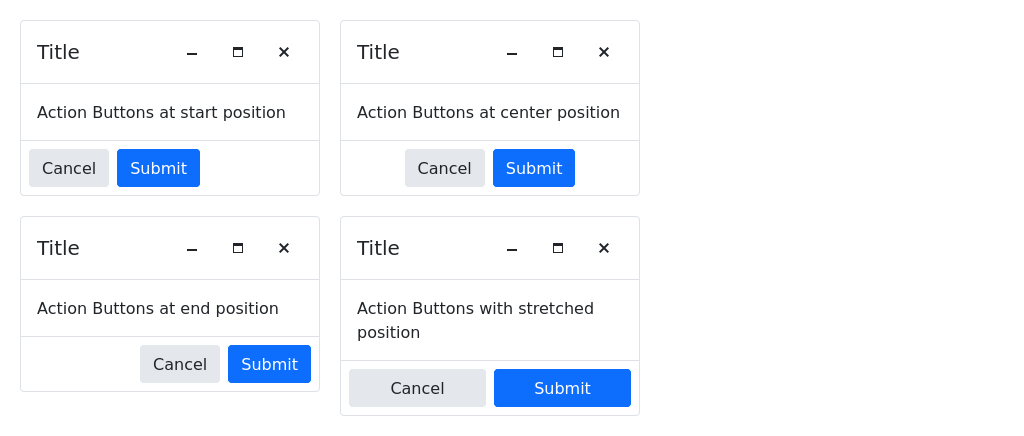 Title
Action Buttons at start position
Cancel Submit
Title
Action Buttons at center position
Cancel Submit
Title
Action Buttons at end position
Cancel Submit
Title
Action Buttons with stretched
position
Cancel Submit